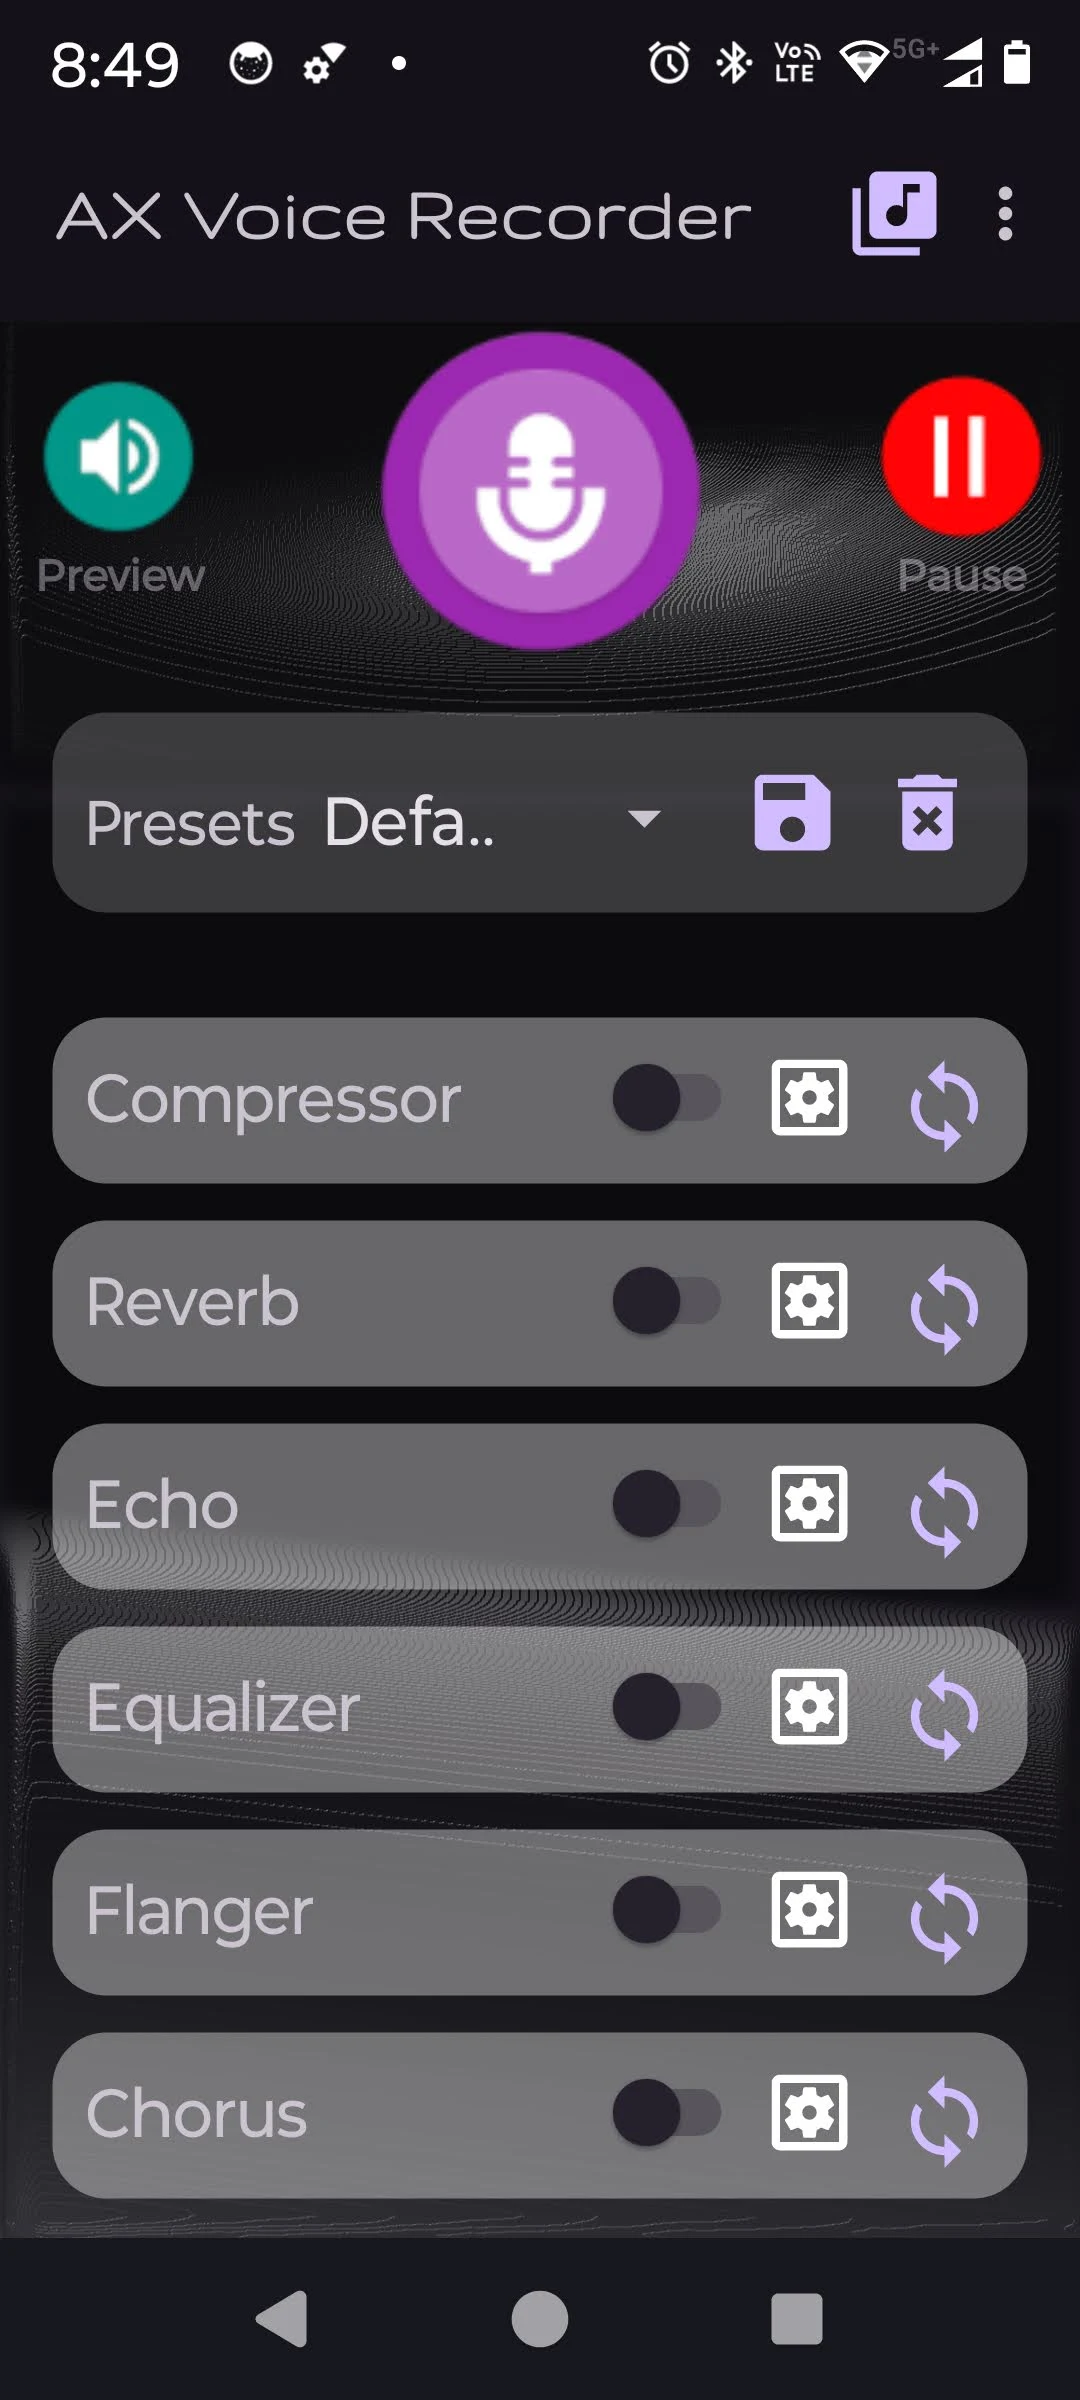 8:49
Vo
LTE
5G+
AX Voice Recorder
Preview
Pause
Presets Defa..
Compressor
Reverb
Echo
Equalizer
Flanger
Chorus